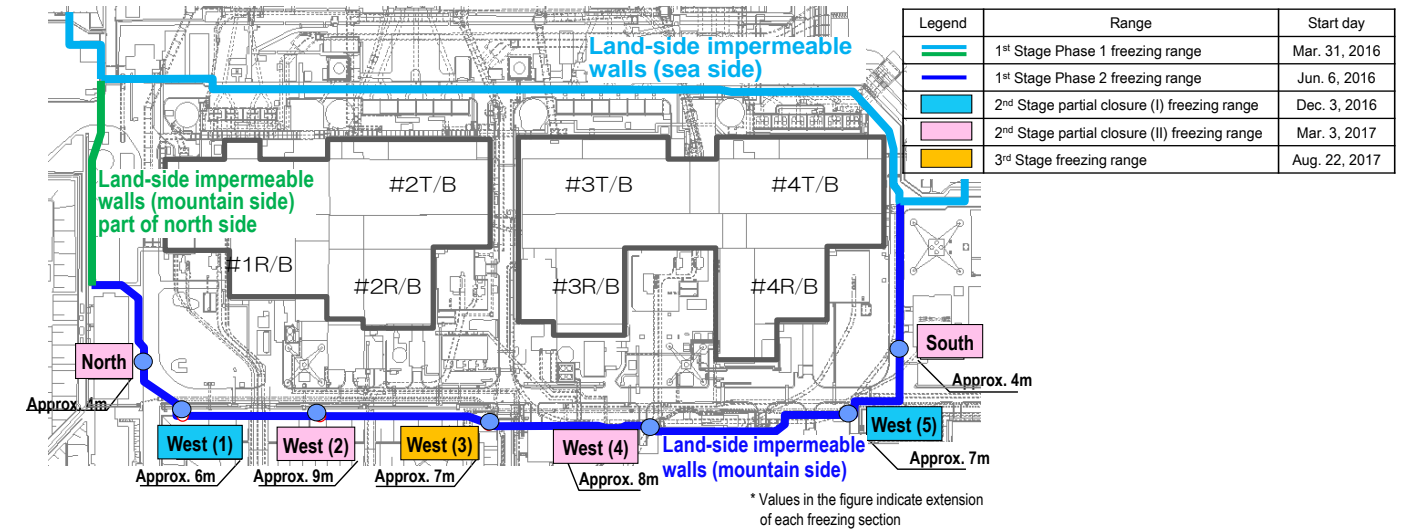 Legend Range Start day
1st Stage Phase 1 freezing range Mar. 31, 2016
1st Stage Phase 2 freezing range Jun. 6, 2016
2nd Stage partial closure (I) freezing range Dec. 3, 2016
2nd Stage partial closure (II) freezing range Mar. 3, 2017
3rd Stage freezing range Aug. 22, 2017
Land-side impermeable
walls (sea side)
Land-side impermeable
walls (mountain side)
part of north side
#2T/B
#3T/B
#4T/B
#1R/B
#2R/B
#3R/B
#4R/B
North
Approx. 4m
South
Approx. 4m
West (1)
Approx. 6m
West (2)
Approx. 9m
West (3)
Approx. 7m
West (4)
Approx. 8m
Land-side impermeable
walls (mountain side)
West (5)
Approx. 7m
* Values in the figure indicate extension
of each freezing section